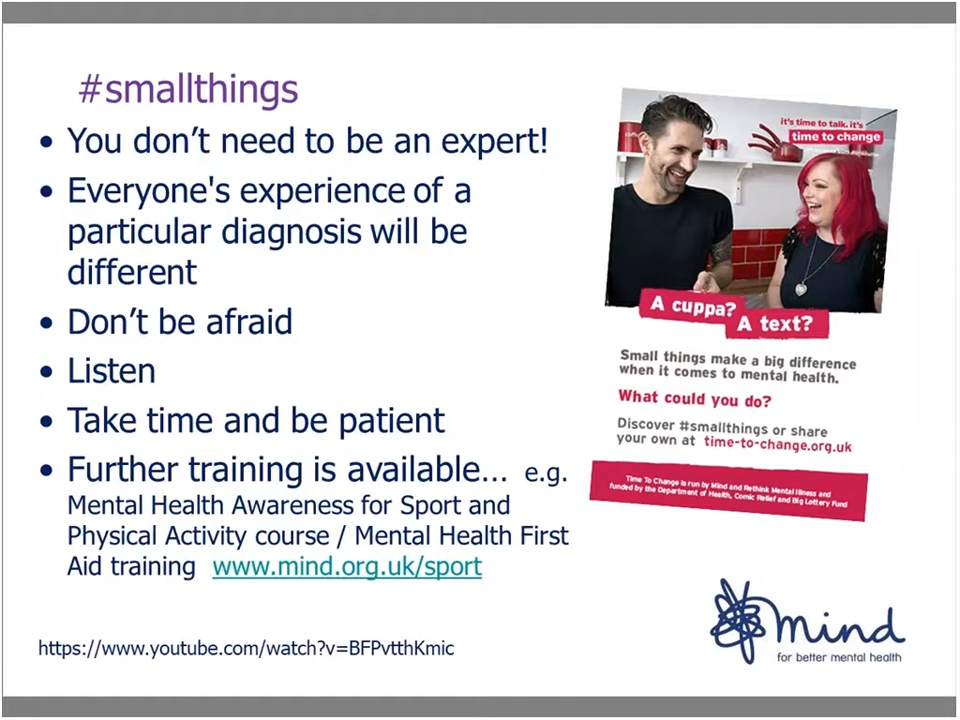 #smallthings
• You don’t need to be an expert!
• Everyone's experience of a
particular diagnosis will be
different
• Don’t be afraid
• Listen
• Take time and be patient
• Further training is available… e.g.
Mental Health Awareness for Sport and
Physical Activity course / Mental Health First
Aid training www.mind.org.uk/sport
https://www.youtube.com/watch?v=BFPvtthKmic
it's time to talk. it's
time to change
A cuppa?
A text?
Small things make a big difference
when it comes to mental health.
What could you do?
Discover #smallthings or share
your own at time-to-change.org.uk
Time To Change is run by Mind and Rethink Mental Illness and
funded by the Department of Health, Comic Relief and Big Lottery Fund
mind
for better mental health